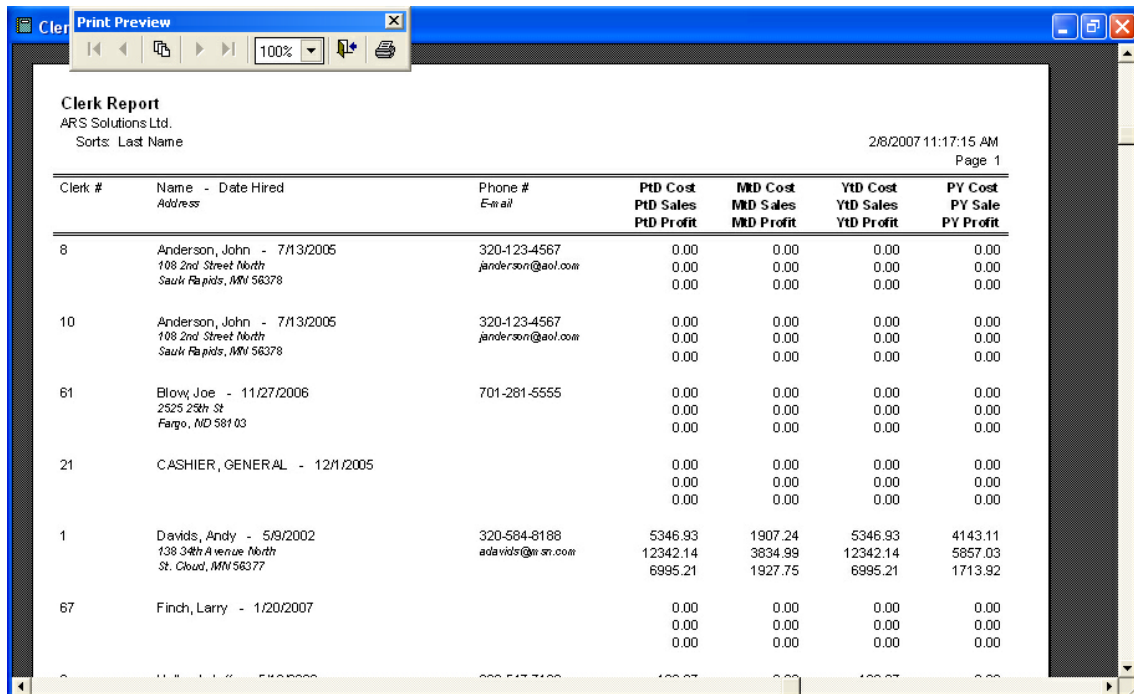 Cler
Print Preview
100%
Clerk Report
ARS Solutions Ltd.
Sorts: Last Name
2/8/2007 11:17:15 AM
Page 1
Clerk # Name - Date Hired Phone # PtD Cost MtD Cost YtD Cost PY Cost
Address E-mail PtD Sales MtD Sales YtD Sales PY Sale
PtD Profit MtD Profit YtD Profit PY Profit
8 Anderson, John - 7/13/2005 320-123-4567 0.00 0.00 0.00 0.00
108 2nd Street North janderson@aol.com 0.00 0.00 0.00 0.00
Sauk Rapids, MN 56378 0.00 0.00 0.00 0.00
10 Anderson, John - 7/13/2005 320-123-4567 0.00 0.00 0.00 0.00
108 2nd Street North janderson@aol.com 0.00 0.00 0.00 0.00
Sauk Rapids, MN 56378 0.00 0.00 0.00 0.00
61 Blow, Joe - 11/27/2006 701-281-5555 0.00 0.00 0.00 0.00
2525 25th St 0.00 0.00 0.00 0.00
Fargo, ND 58103 0.00 0.00 0.00 0.00
21 CASHIER, GENERAL - 12/1/2005 0.00 0.00 0.00 0.00
0.00 0.00 0.00 0.00
0.00 0.00 0.00 0.00
1 Davids, Andy - 5/9/2002 320-584-8188 5346.93 1907.24 5346.93 4143.11
138 34th Avenue North adavids@msn.com 12342.14 3834.99 12342.14 5857.03
St. Cloud, MN 56377 6995.21 1927.75 6995.21 1713.92
67 Finch, Larry - 1/20/2007 0.00 0.00 0.00 0.00
0.00 0.00 0.00 0.00
0.00 0.00 0.00 0.00